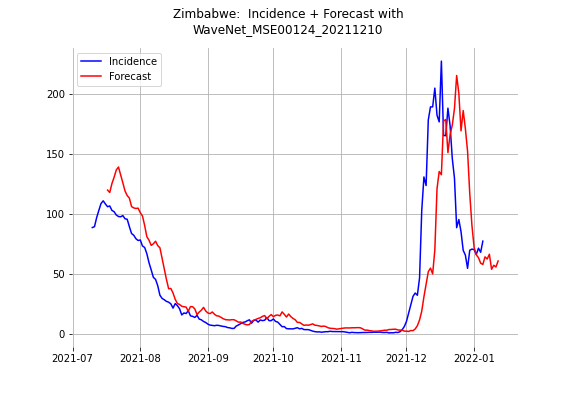 Zimbabwe:  Incidence + Forecast with
WaveNet_MSE00124_20211210
Incidence
Forecast
200
150
100
50
0
2021-07 2021-08 2021-09 2021-10 2021-11 2021-12 2022-01